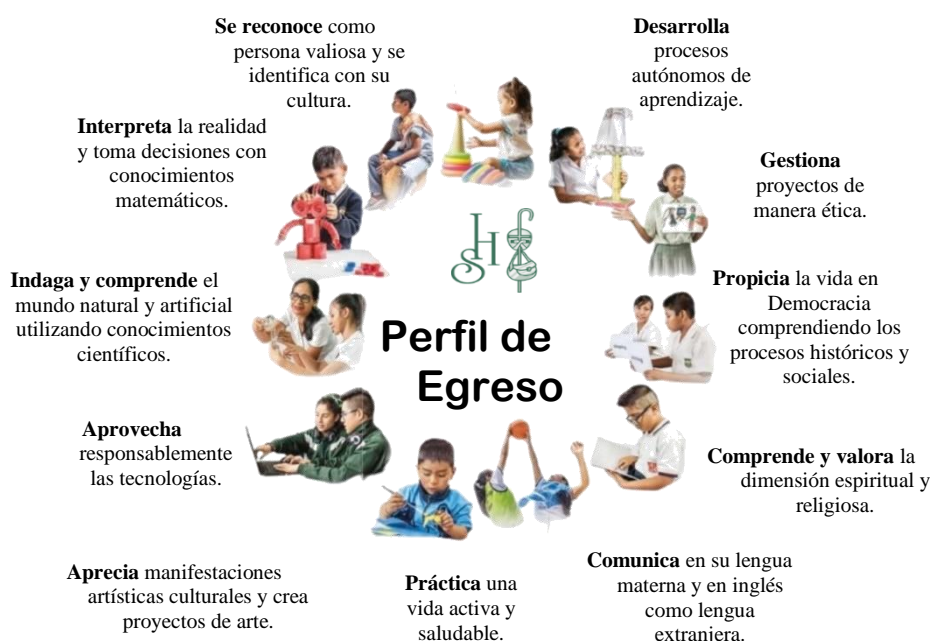 Se reconoce como
persona valiosa y se
identifica con su
cultura.
Desarrolla
procesos
autónomos de
aprendizaje.
Interpreta la realidad
y toma decisiones con
conocimientos
matemáticos.
Gestiona
proyectos de
manera ética.
Indaga y comprende el
mundo natural y artificial
utilizando conocimientos
científicos.
Propicia la vida en
Democracia
comprendiendo los
procesos históricos y
sociales.
Perfil de
Egreso
Aprovecha
responsablemente
las tecnologías.
Comprende y valora la
dimensión espiritual y
religiosa.
Aprecia manifestaciones
artísticas culturales y crea
proyectos de arte.
Práctica una
vida activa y
saludable.
Comunica en su lengua
materna y en inglés
como lengua
extranjera.